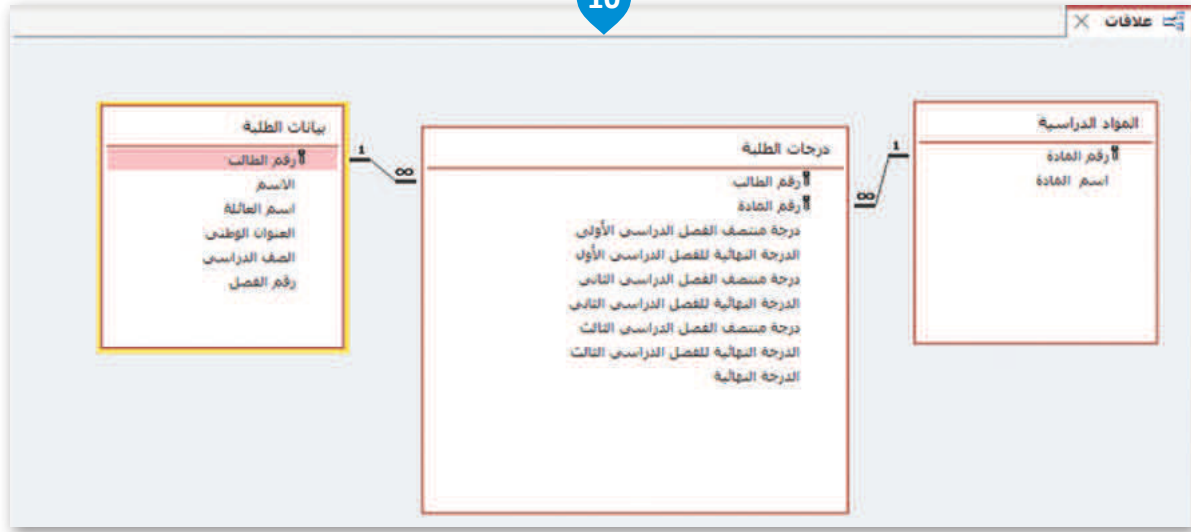 10
علاقات
المواد الدراسية
رقم المادة
اسم المادة
1
∞
درجات الطلبة
رقم الطالب
رقم المادة
درجة منتصف الفصل الدراسي الأولى
الدرجة النهائية للفصل الدراسي الأول
درجة منتصف الفصل الدراسي الثاني
الدرجة النهائية للفصل الدراسي الثاني
درجة منتصف الفصل الدراسي الثالث
الدرجة النهائية للفصل الدراسي الثالث
الدرجة النهائية
∞
1
بيانات الطلبة
رقم الطالب
الاسم
اسم العائلة
العنوان الوطني
الصف الدراسي
رقم الفصل